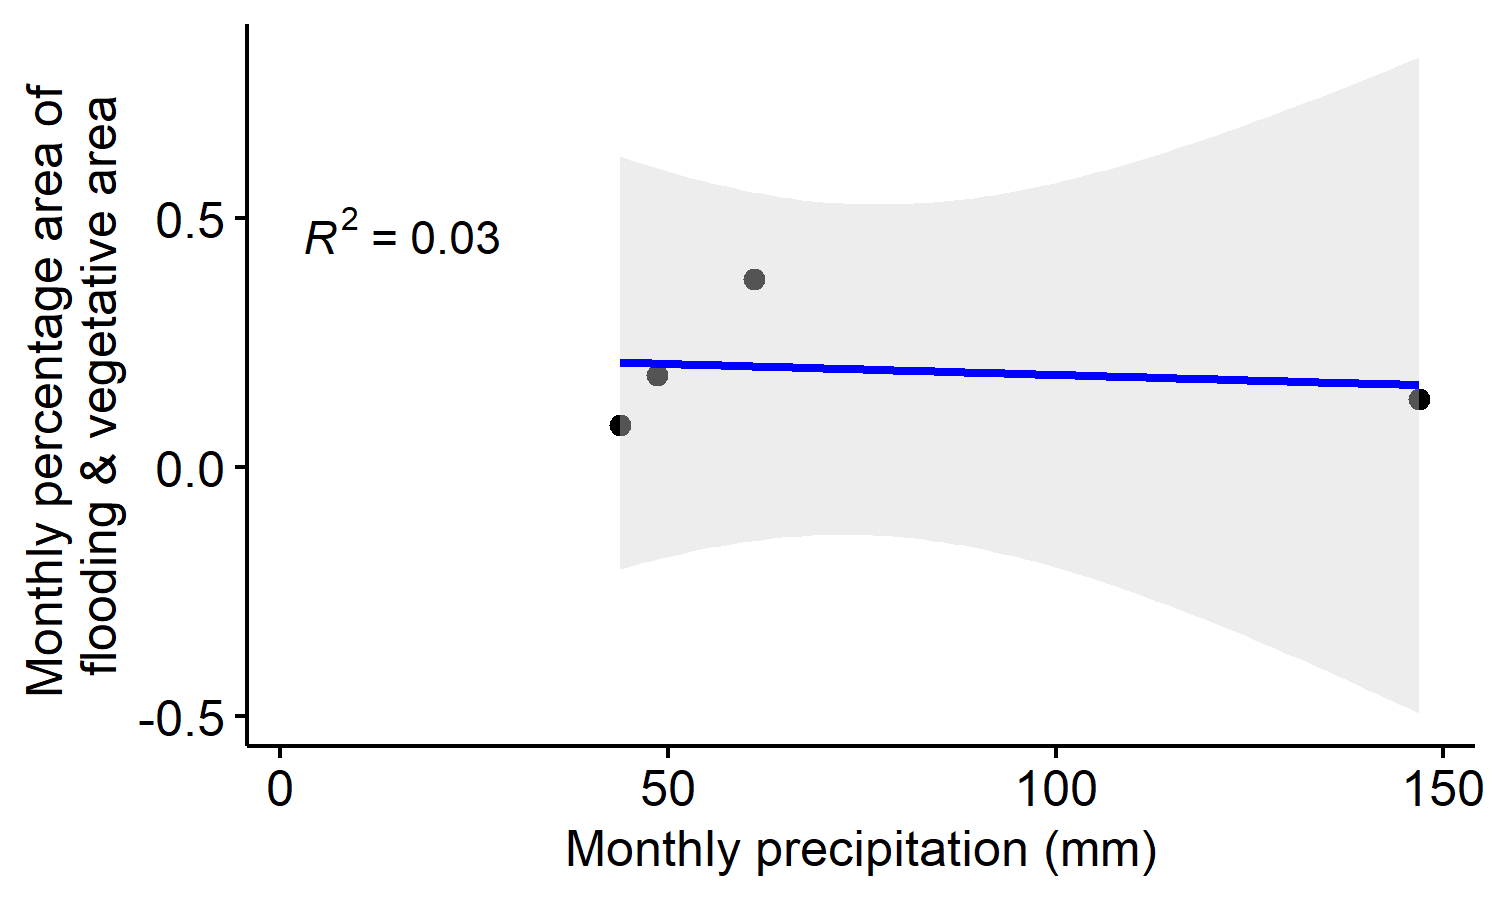 Monthly percentage area of
flooding & vegetative area
0.5
0.0
-0.5
R² = 0.03
0
50
100
150
Monthly precipitation (mm)